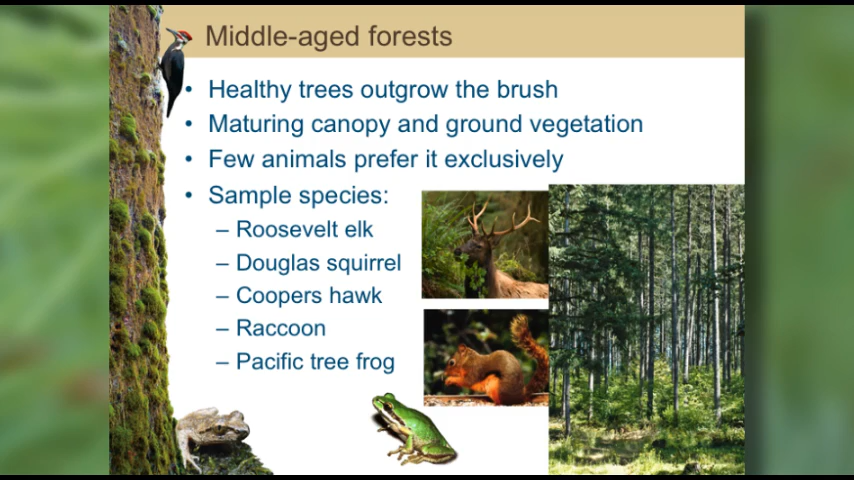 Middle-aged forests
• Healthy trees outgrow the brush
• Maturing canopy and ground vegetation
• Few animals prefer it exclusively
• Sample species:
– Roosevelt elk
– Douglas squirrel
– Coopers hawk
– Raccoon
– Pacific tree frog